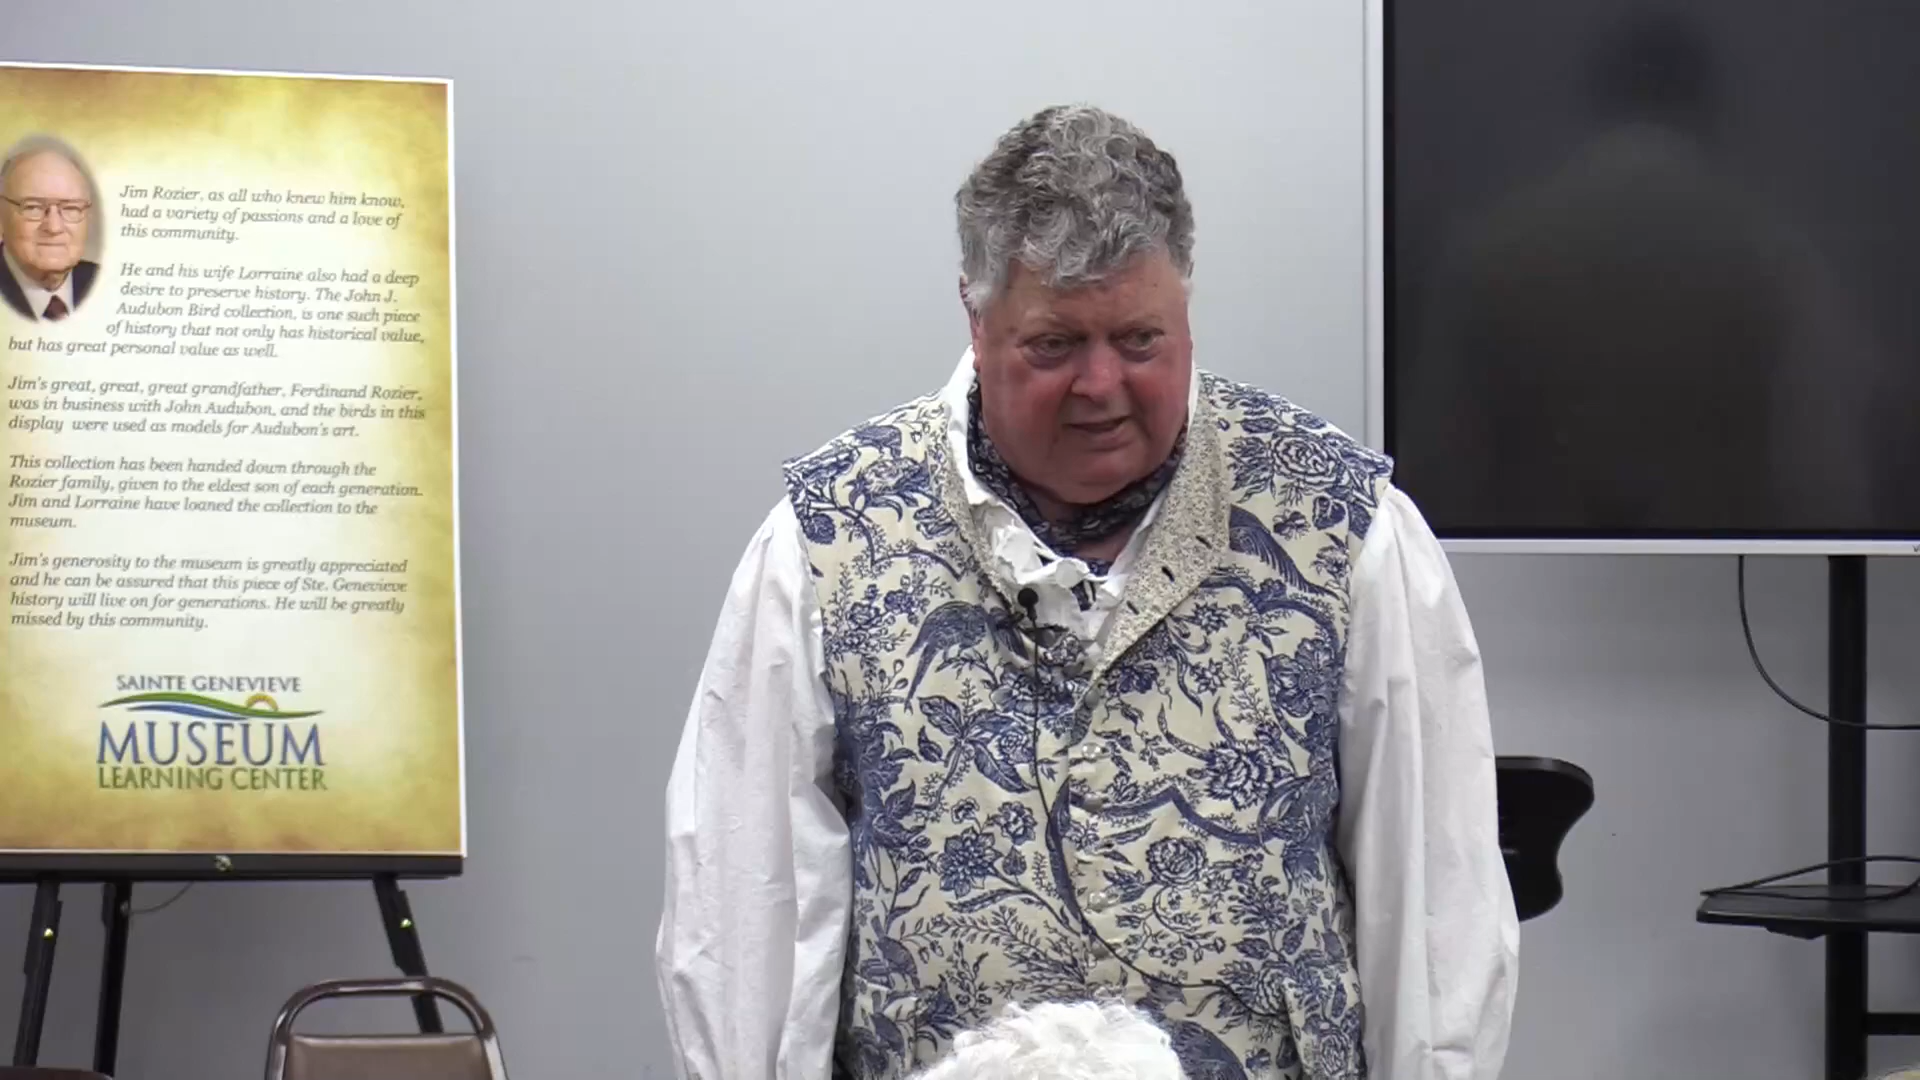 Jim Rozier, as all who knew him know,
had a variety of passions and a love of
this community.
He and his wife Lorraine also had a deep
desire to preserve history. The John J.
Audubon Bird collection, is one such piece
of history that not only has historical value,
but has great personal value as well.
Jim's great, great, great grandfather, Ferdinand Rozier,
was in business with John Audubon, and the birds in this
display were used as models for Audubon's art.
This collection has been handed down through the
Rozier family, given to the eldest son of each generation.
Jim and Lorraine have loaned the collection to the
museum.
Jim's generosity to the museum is greatly appreciated
and he can be assured that this piece of Ste. Genevieve
history will live on for generations. He will be greatly
missed by this community.
SAINTE GENEVIEVE
MUSEUM
LEARNING CENTER